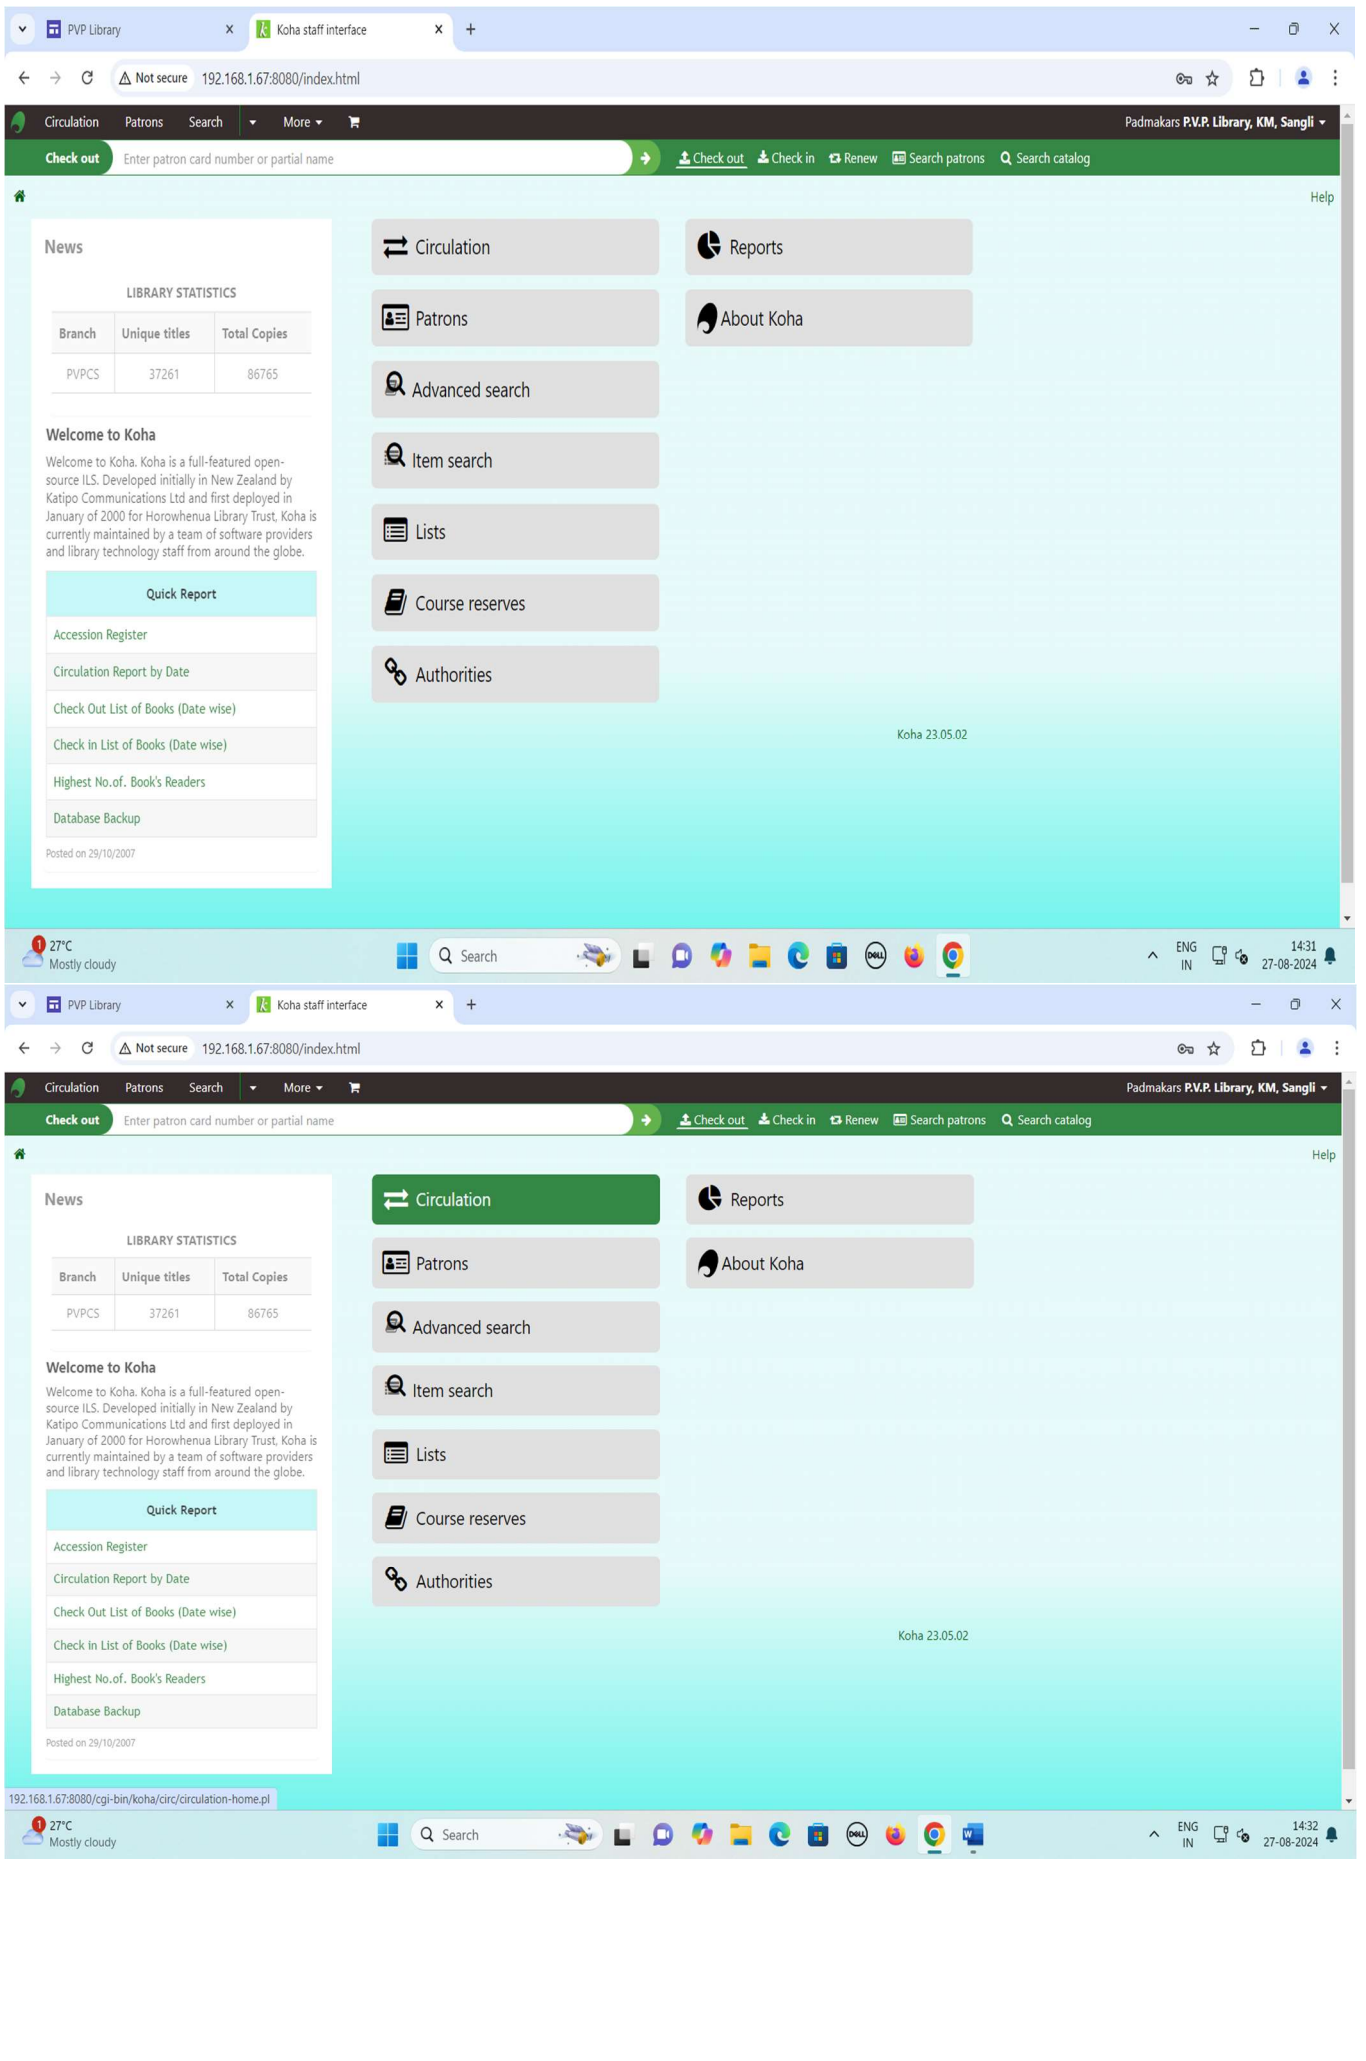 PVP Library
Koha staff interface
Not secure 192.168.1.67:8080/index.html
Circulation Patrons Search More
Padmakars P.V.P. Library, KM, Sangli
Check out Enter patron card number or partial name Check out Check in Renew Search patrons Search catalog
Help
News
LIBRARY STATISTICS
Branch Unique titles Total Copies
PVPCS 37261 86765
Welcome to Koha
Welcome to Koha. Koha is a full-featured open-
source ILS. Developed initially in New Zealand by
Katipo Communications Ltd and first deployed in
January of 2000 for Horowhenua Library Trust, Koha is
currently maintained by a team of software providers
and library technology staff from around the globe.
Quick Report
Accession Register
Circulation Report by Date
Check Out List of Books (Date wise)
Check in List of Books (Date wise)
Highest No.of. Book's Readers
Database Backup
Posted on 29/10/2007
Circulation
Patrons
Advanced search
Item search
Lists
Course reserves
Authorities
Reports
About Koha
Koha 23.05.02
1
27°C
Mostly cloudy
Search
DELL
ENG
IN
14:31
27-08-2024
PVP Library
Koha staff interface
Not secure 192.168.1.67:8080/index.html
Circulation Patrons Search More
Padmakars P.V.P. Library, KM, Sangli
Check out Enter patron card number or partial name Check out Check in Renew Search patrons Search catalog
Help
News
LIBRARY STATISTICS
Branch Unique titles Total Copies
PVPCS 37261 86765
Welcome to Koha
Welcome to Koha. Koha is a full-featured open-
source ILS. Developed initially in New Zealand by
Katipo Communications Ltd and first deployed in
January of 2000 for Horowhenua Library Trust, Koha is
currently maintained by a team of software providers
and library technology staff from around the globe.
Quick Report
Accession Register
Circulation Report by Date
Check Out List of Books (Date wise)
Check in List of Books (Date wise)
Highest No.of. Book's Readers
Database Backup
Posted on 29/10/2007
Circulation
Patrons
Advanced search
Item search
Lists
Course reserves
Authorities
Reports
About Koha
Koha 23.05.02
192.168.1.67:8080/cgi-bin/koha/circ/circulation-home.pl
1
27°C
Mostly cloudy
Search
DELL
ENG
IN
14:32
27-08-2024